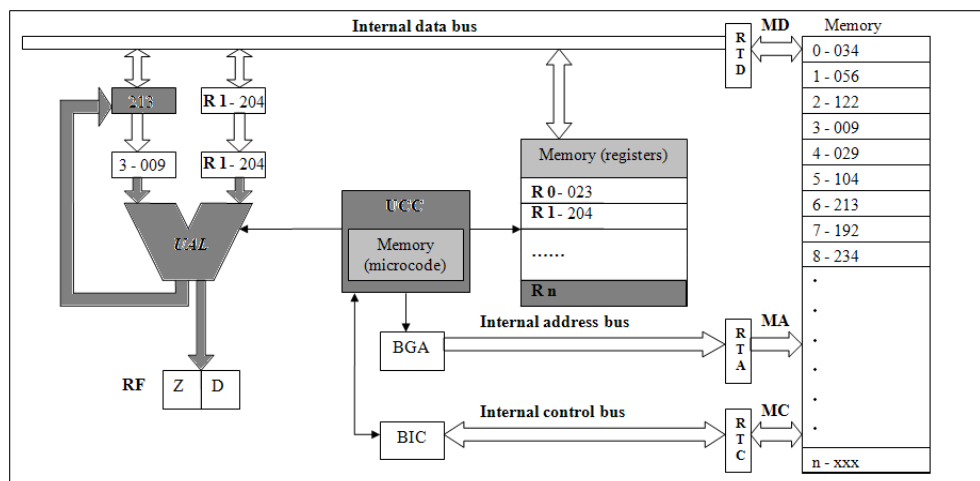 Internal data bus
R
T
D
MD
Memory
0 - 034
1 - 056
2 - 122
3 - 009
4 - 029
5 - 104
6 - 213
7 - 192
8 - 234
.
.
.
.
.
.
n - xxx
213
R 1 - 204
3 - 009
R 1 - 204
UAL
UCC
Memory
(microcode)
Memory (registers)
R 0 - 023
R 1 - 204
......
R n
Internal address bus
BGA
R
T
A
MA
RF
Z
D
Internal control bus
BIC
R
T
C
MC